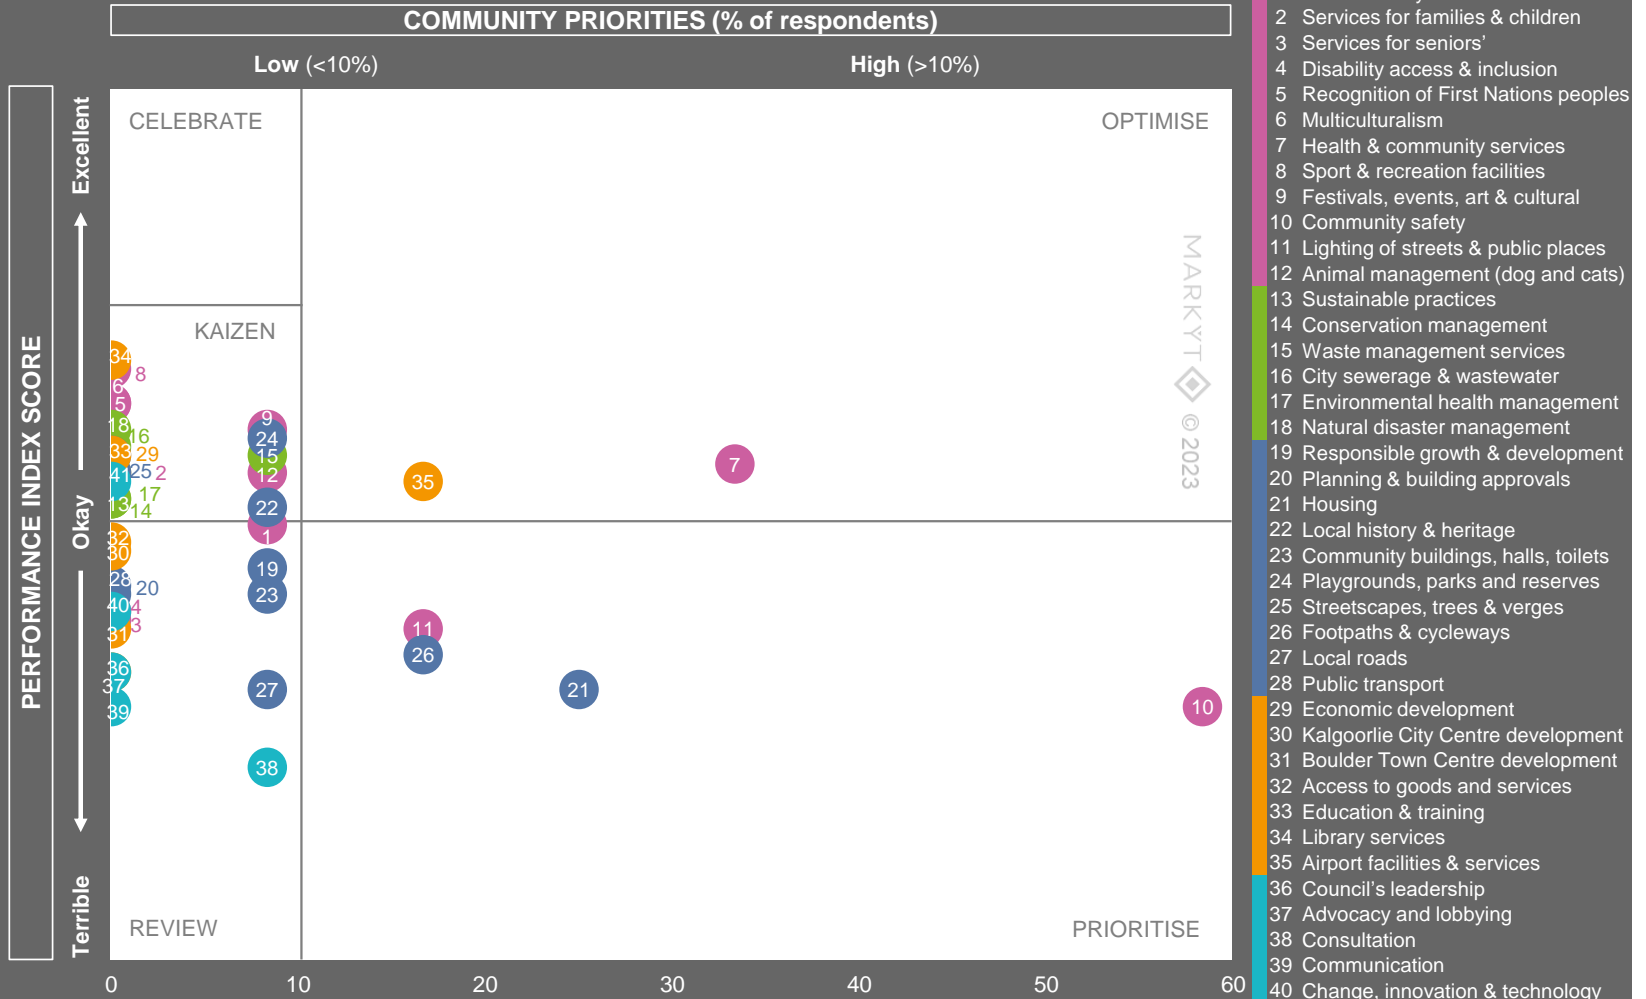 COMMUNITY PRIORITIES (% of respondents)
Low (<10%)
High (>10%)
PERFORMANCE INDEX SCORE
Excellent
Okay
Terrible
CELEBRATE
OPTIMISE
KAIZEN
REVIEW
PRIORITISE
MARKYT © 2023
34
8
6
5
18
16
33
29
25
2
41
17
13
14
9
24
15
12
22
35
7
1
32
30
28
20
19
23
40
4
3
31
11
26
36
37
39
27
21
10
38
0
10
20
30
40
50
60
2 Services for families & children
3 Services for seniors’
4 Disability access & inclusion
5 Recognition of First Nations peoples
6 Multiculturalism
7 Health & community services
8 Sport & recreation facilities
9 Festivals, events, art & cultural
10 Community safety
11 Lighting of streets & public places
12 Animal management (dog and cats)
13 Sustainable practices
14 Conservation management
15 Waste management services
16 City sewerage & wastewater
17 Environmental health management
18 Natural disaster management
19 Responsible growth & development
20 Planning & building approvals
21 Housing
22 Local history & heritage
23 Community buildings, halls, toilets
24 Playgrounds, parks and reserves
25 Streetscapes, trees & verges
26 Footpaths & cycleways
27 Local roads
28 Public transport
29 Economic development
30 Kalgoorlie City Centre development
31 Boulder Town Centre development
32 Access to goods and services
33 Education & training
34 Library services
35 Airport facilities & services
36 Council’s leadership
37 Advocacy and lobbying
38 Consultation
39 Communication
40 Change, innovation & technology